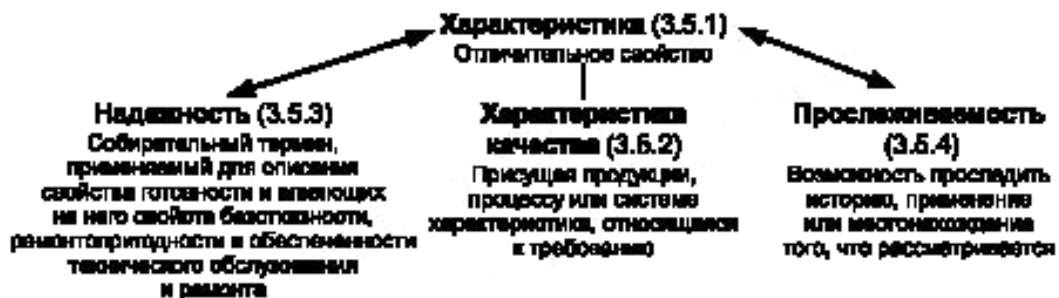 Характеристика (3.5.1)
Отличительное свойство
Надежность (3.5.3)
Собирательный термин,
применяемый для описания
свойства готовности и влияющих
на него свойств безотказности,
ремонтопригодности и обеспеченности
технического обслуживания
и ремонта
Характеристика
качества (3.5.2)
Присущая продукции,
процессу или системе
характеристика, относящаяся
к требованию
Прослеживаемость
(3.5.4)
Возможность проследить
историю, применение
или местонахождение
того, что рассматривается